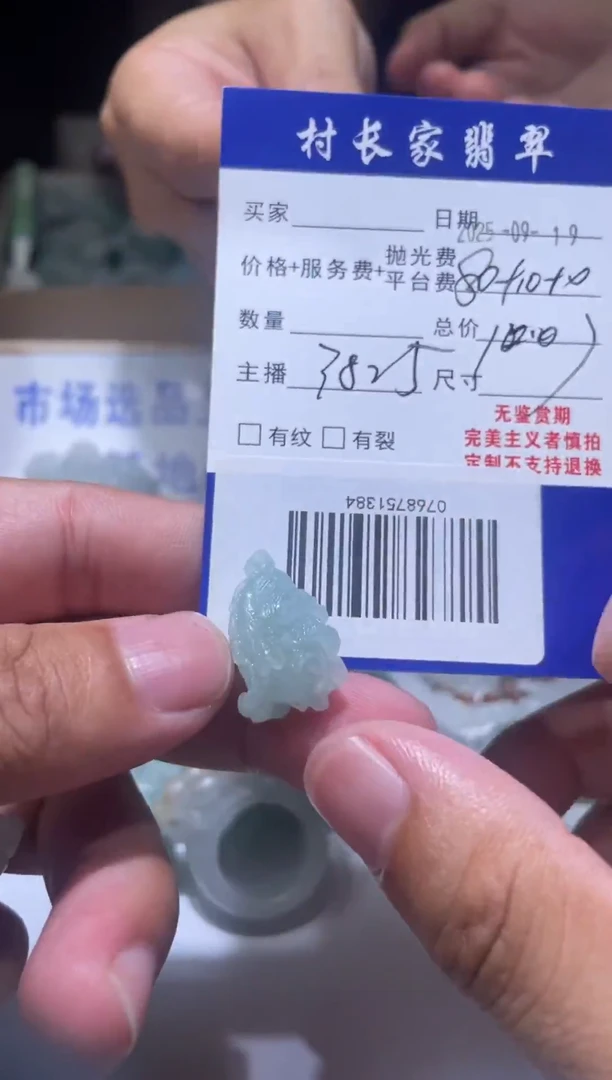 村长家翡翠
买家 日期 2025-09-19
抛光费
价格+服务费+平台费 80+10+10
数量 总价 100
主播 3825 尺寸
无鉴赏期
□有纹 □有裂 完美主义者慎拍
定制不支持退换
0768751384
市场选品